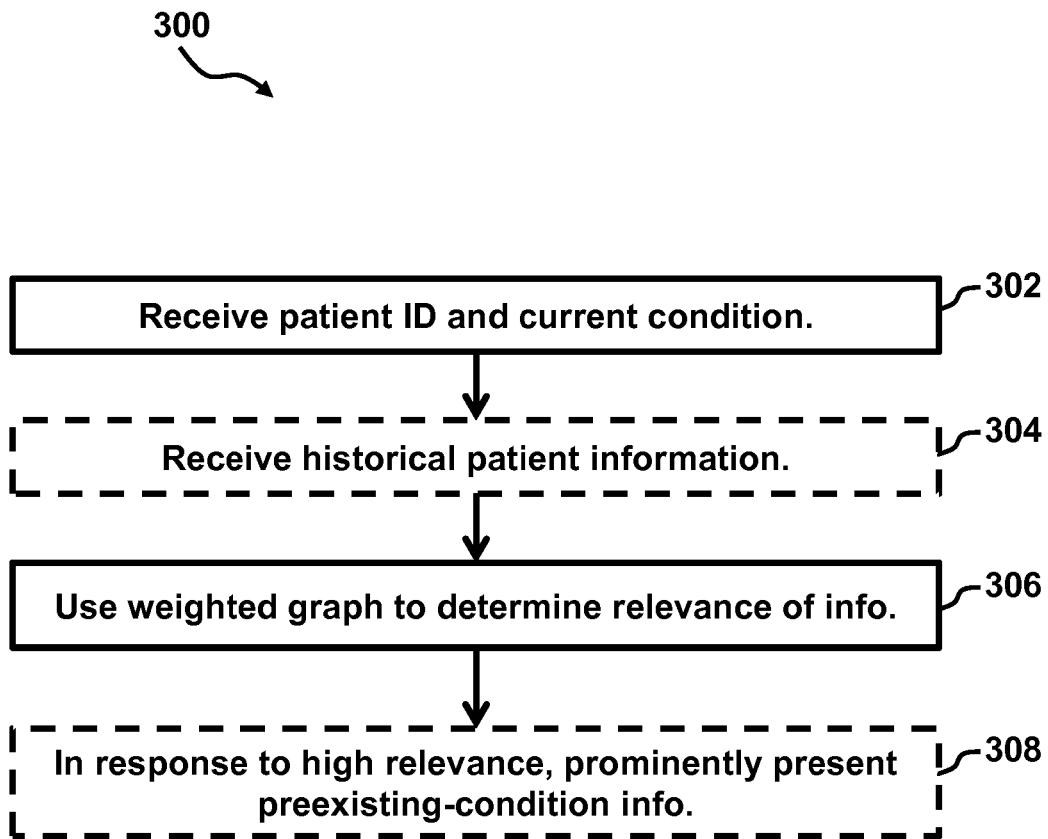 300
Receive patient ID and current condition.
302
Receive historical patient information.
304
Use weighted graph to determine relevance of info.
306
In response to high relevance, prominently present
preexisting-condition info.
308